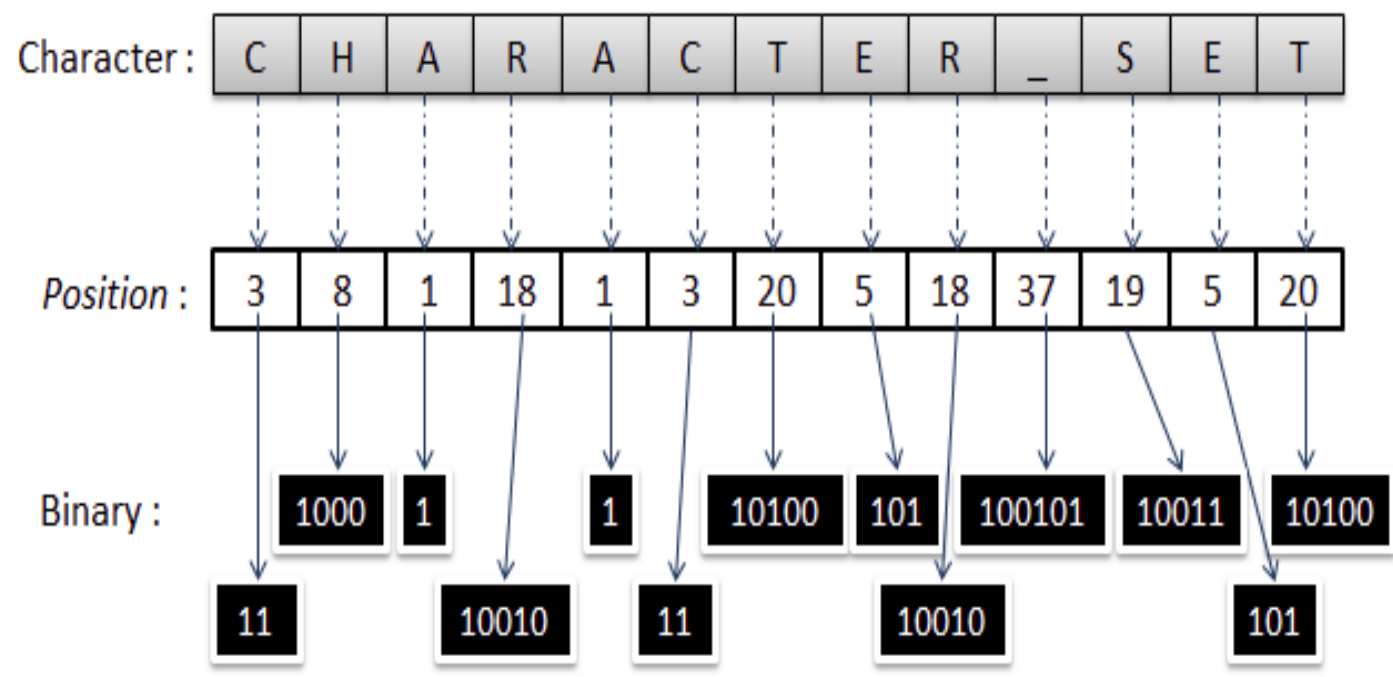 Character : C H A R A C T E R _ S E T
Position : 3 8 1 18 1 3 20 5 18 37 19 5 20
Binary : 1000 1 1 10100 101 100101 10011 10100
11 10010 11 10010 101